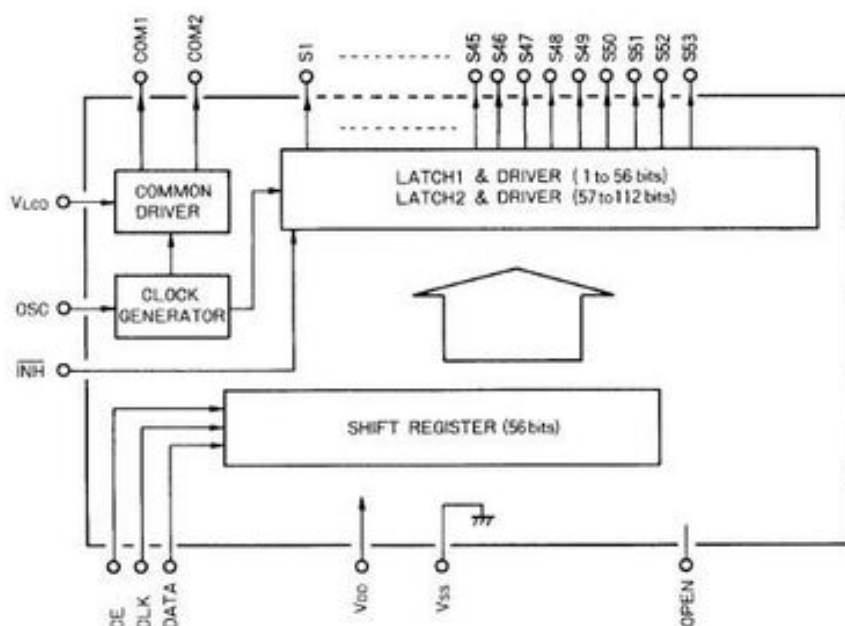 COM1
COM2
S1
S45
S46
S47
S48
S49
S50
S51
S52
S53
LATCH1 & DRIVER (1 to 56 bits)
LATCH2 & DRIVER (57 to 112 bits)
VLCD
COMMON
DRIVER
OSC
CLOCK
GENERATOR
INH
SHIFT REGISTER (56 bits)
CE
CLK
DATA
VDD
VSS
OPEN